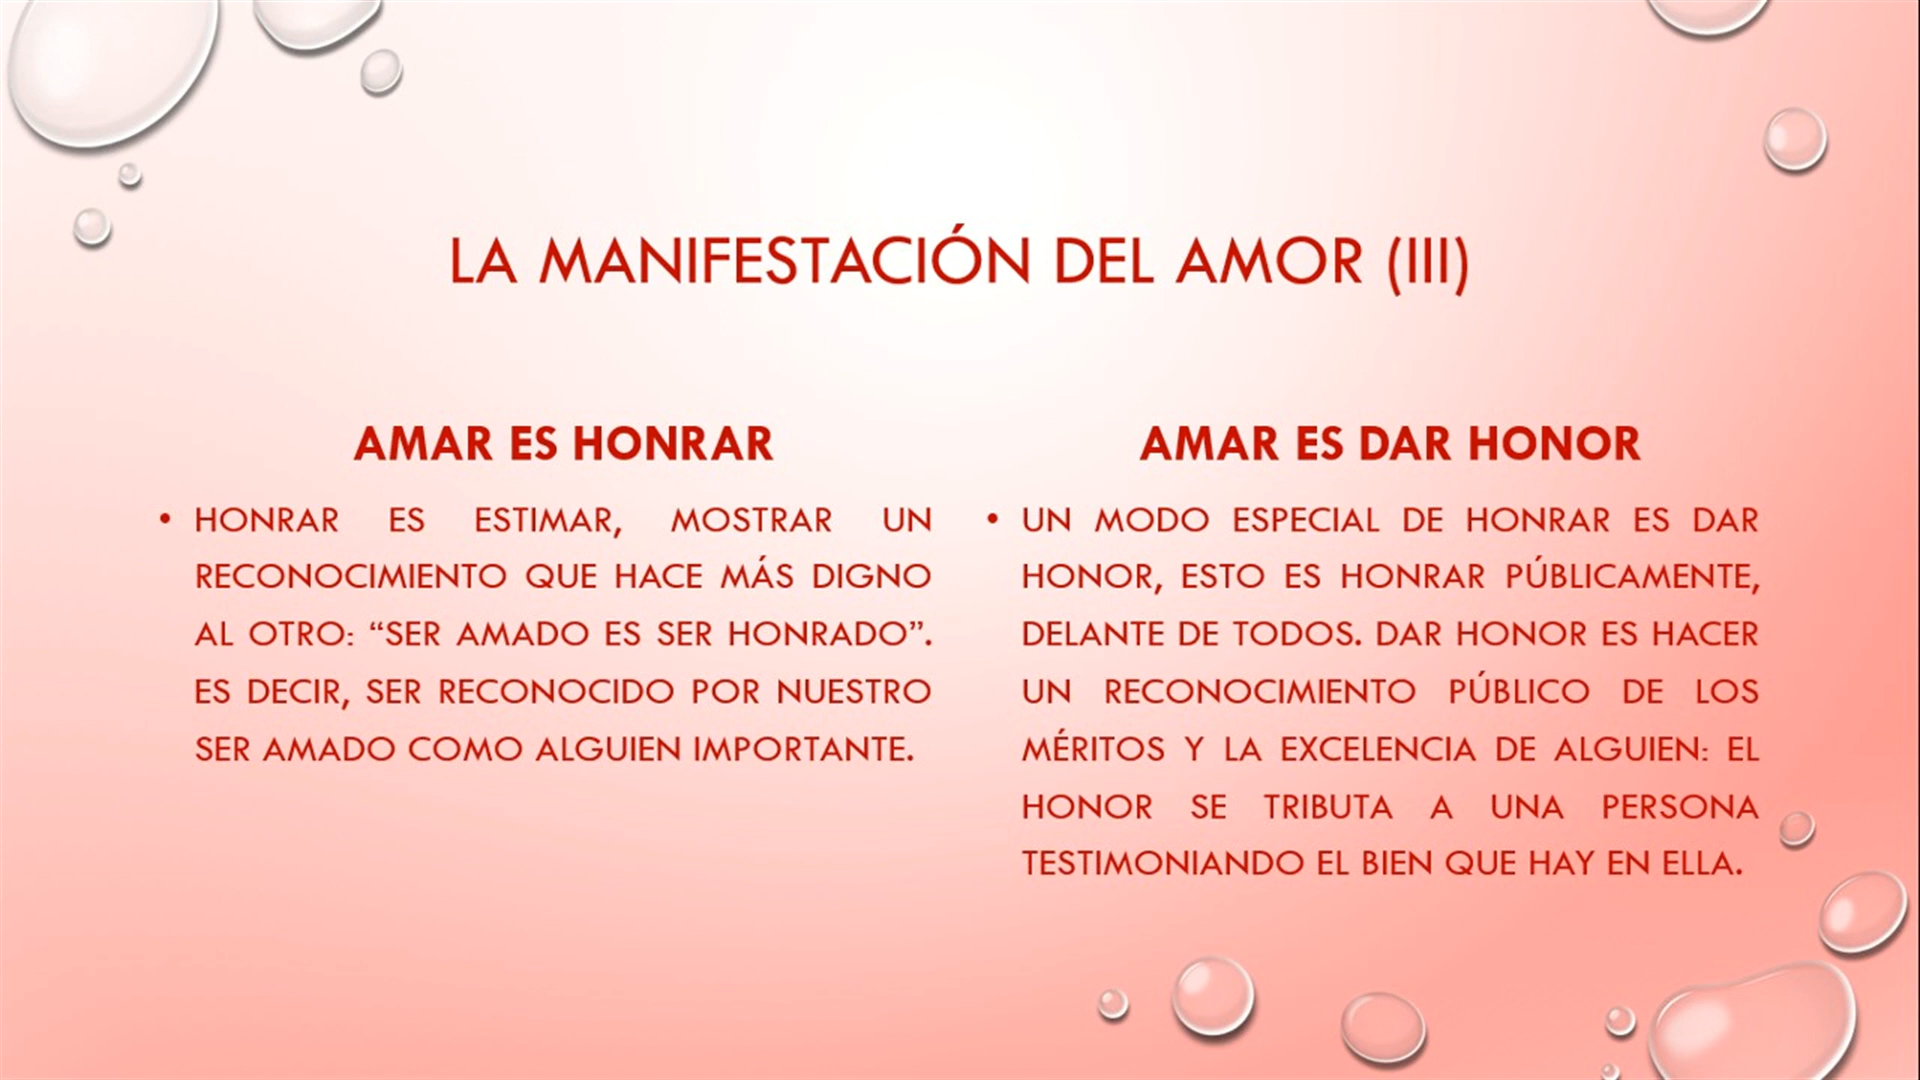 LA MANIFESTACIÓN DEL AMOR (III)
AMAR ES HONRAR
• HONRAR ES ESTIMAR, MOSTRAR UN
RECONOCIMIENTO QUE HACE MÁS DIGNO
AL OTRO: “SER AMADO ES SER HONRADO”.
ES DECIR, SER RECONOCIDO POR NUESTRO
SER AMADO COMO ALGUIEN IMPORTANTE.
AMAR ES DAR HONOR
• UN MODO ESPECIAL DE HONRAR ES DAR
HONOR, ESTO ES HONRAR PÚBLICAMENTE,
DELANTE DE TODOS. DAR HONOR ES HACER
UN RECONOCIMIENTO PÚBLICO DE LOS
MÉRITOS Y LA EXCELENCIA DE ALGUIEN: EL
HONOR SE TRIBUTA A UNA PERSONA
TESTIMONIANDO EL BIEN QUE HAY EN ELLA.